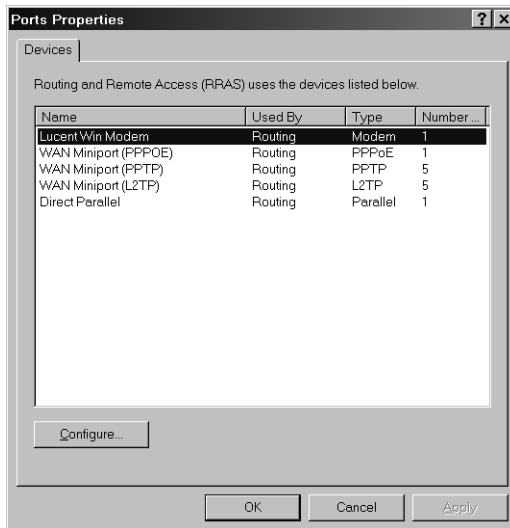 Ports Properties
? x
Devices
Routing and Remote Access (RRAS) uses the devices listed below.
Name Used By Type Number ...
Lucent Win Modem Routing Modem 1
WAN Miniport (PPPOE) Routing PPPoE 1
WAN Miniport (PPTP) Routing PPTP 5
WAN Miniport (L2TP) Routing L2TP 5
Direct Parallel Routing Parallel 1
Configure...
OK Cancel Apply